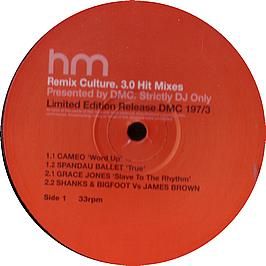 hm
Remix Culture. 3.0 Hit Mixes
Presented by DMC. Strictly DJ Only
Limited Edition Release DMC 197/3
1.1 CAMEO 'Word Up'
1.2 SPANDAU BALLET 'True'
2.1 GRACE JONES 'Slave To The Rhythm'
2.2 SHANKS & BIGFOOT Vs JAMES BROWN
Side 1 33rpm